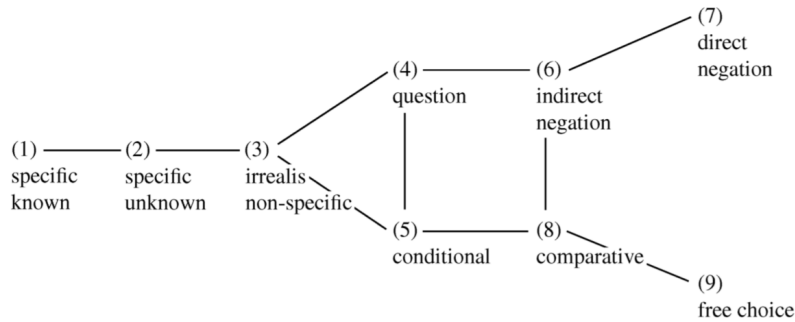 (7)
direct
negation
(4)
question
(6)
indirect
negation
(1)
specific
known
(2)
specific
unknown
(3)
irrealis
non-specific
(5)
conditional
(8)
comparative
(9)
free choice